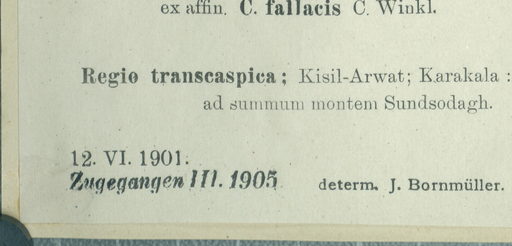 ex affin. C. fallacis C. Winkl.
Regio transcaspica; Kisil-Arwat; Karakala:
ad summum montem Sundsodagh.
12. VI. 1901.
Zugegangen III. 1905
determ. J. Bornmüller.